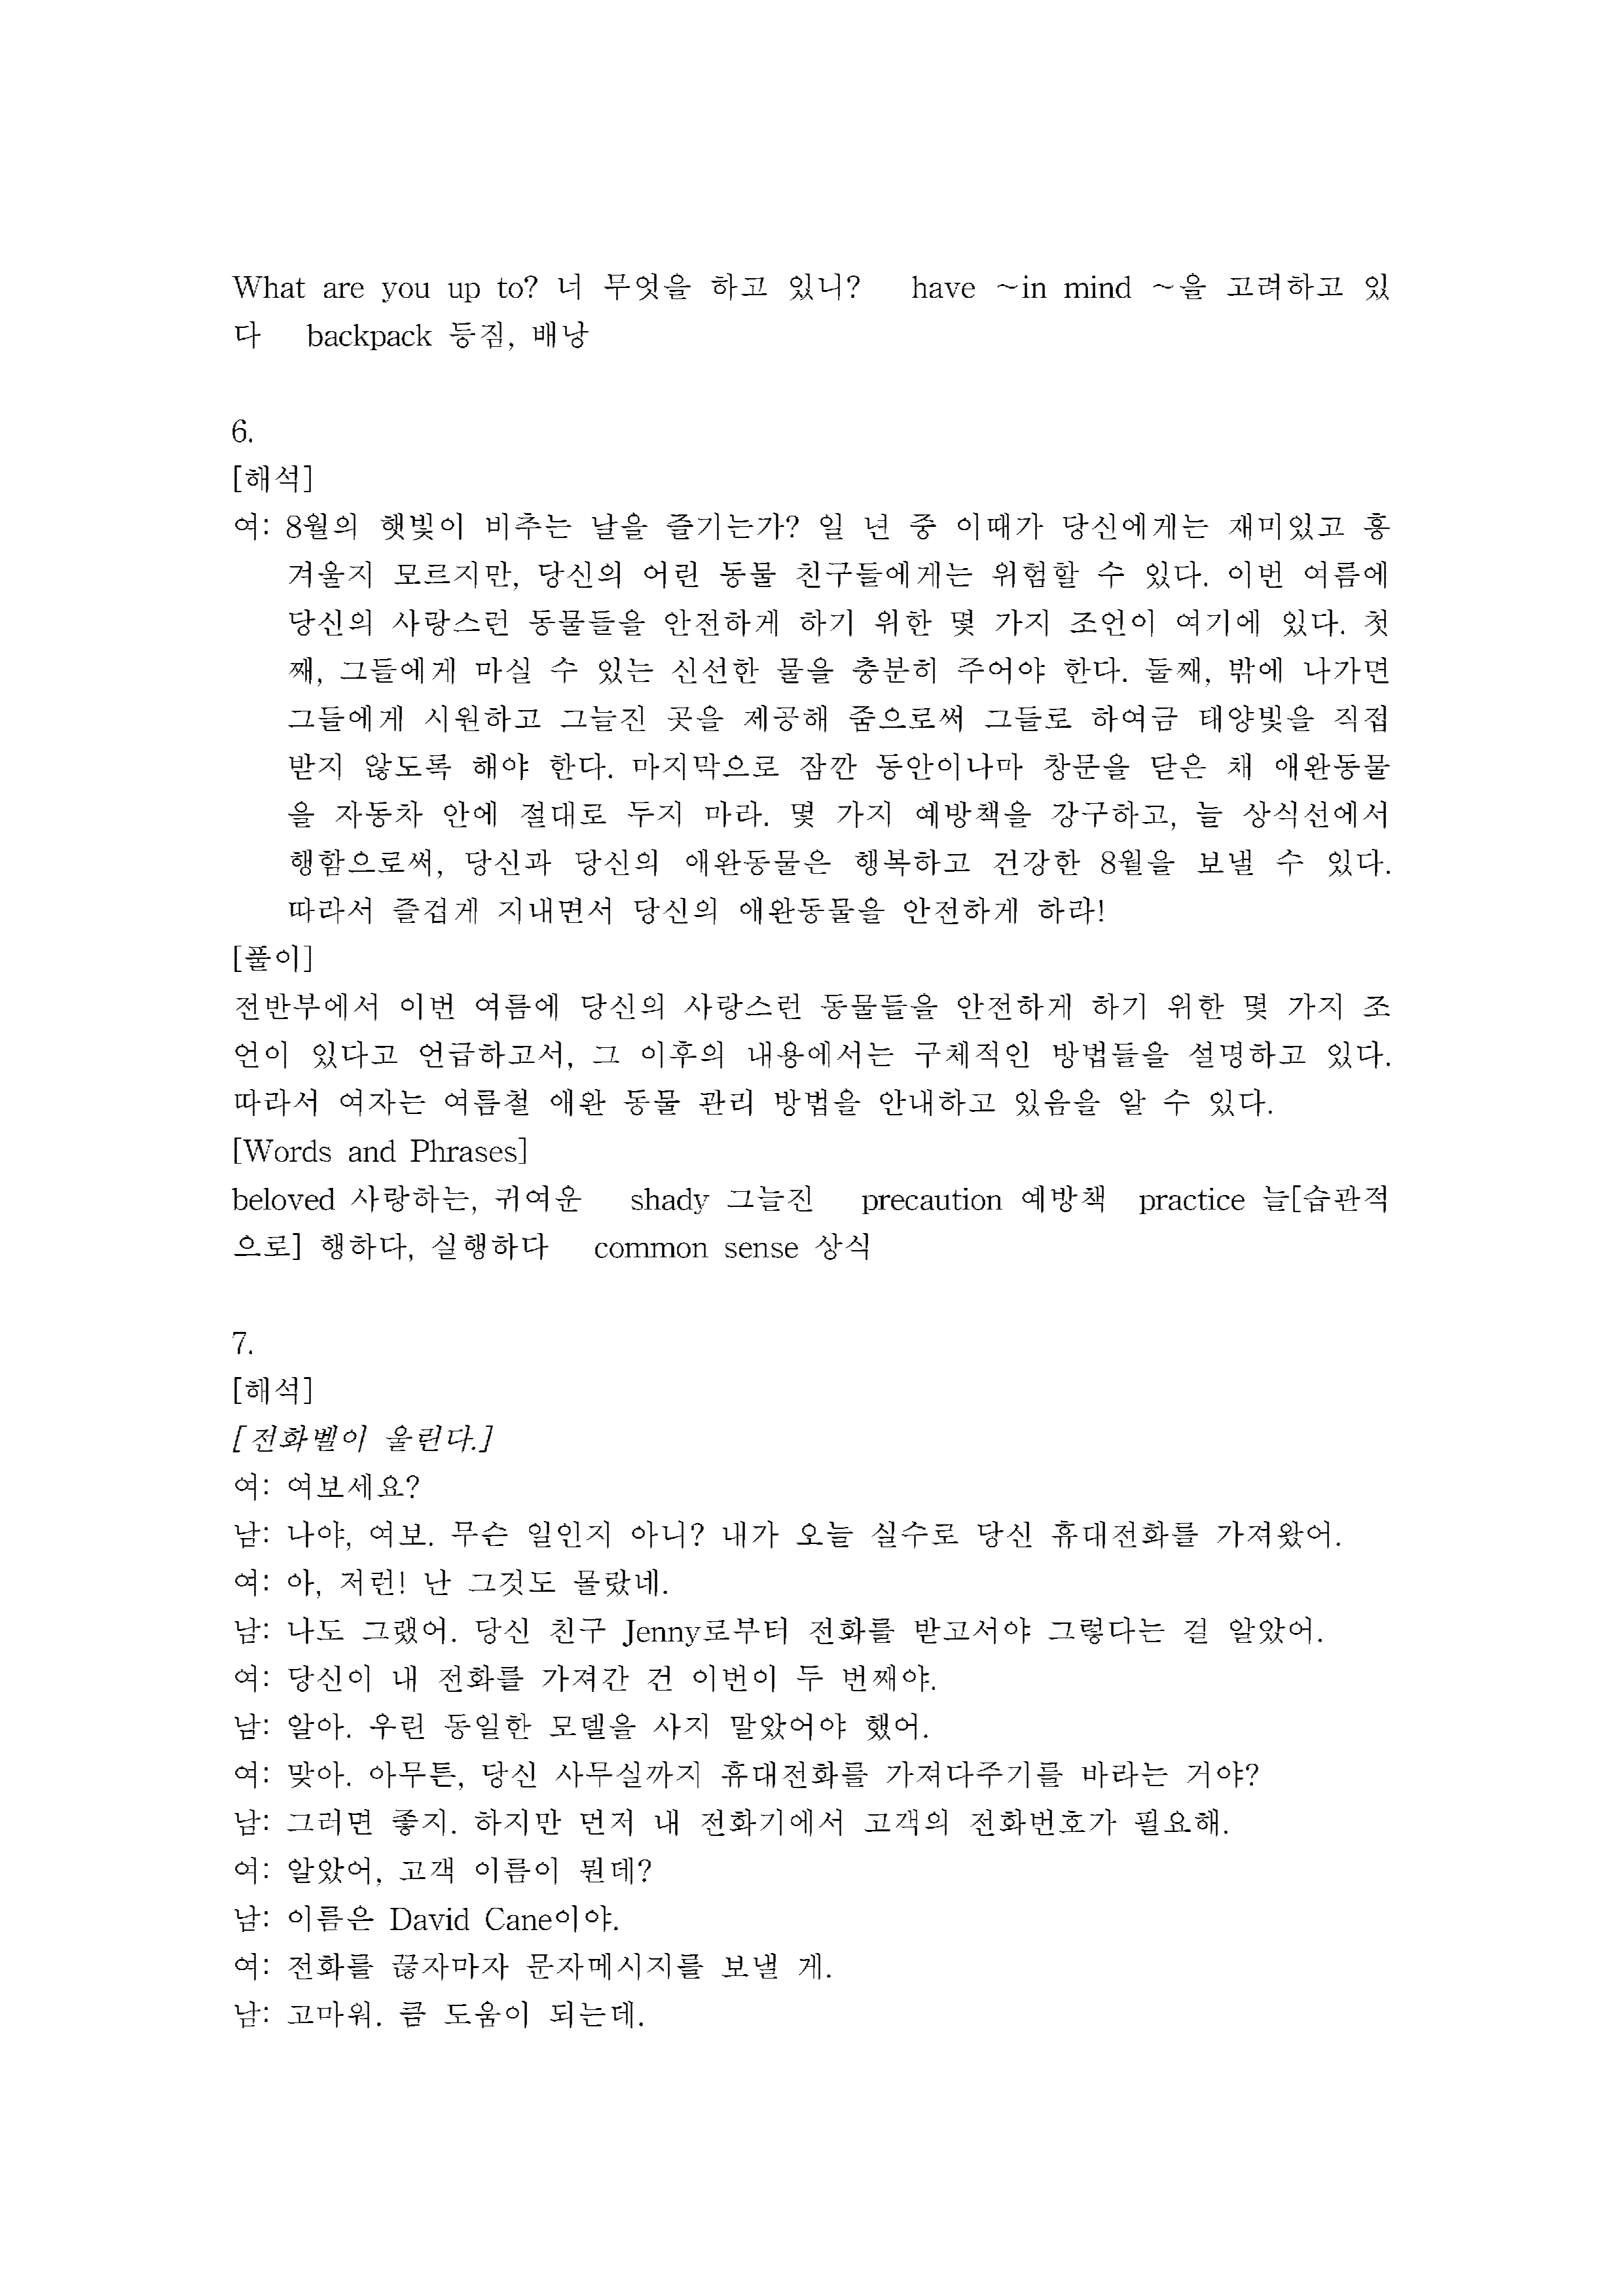 What are you up to? 너 무엇을 하고 있니? have ~in mind ~을 고려하고 있
다 backpack 등짐, 배낭
6.
[해석]
여: 8월의 햇빛이 비추는 날을 즐기는가? 일 년 중 이때가 당신에게는 재미있고 흥
겨울지 모르지만, 당신의 어린 동물 친구들에게는 위험할 수 있다. 이번 여름에
당신의 사랑스런 동물들을 안전하게 하기 위한 몇 가지 조언이 여기에 있다. 첫
째, 그들에게 마실 수 있는 신선한 물을 충분히 주어야 한다. 둘째, 밖에 나가면
그들에게 시원하고 그늘진 곳을 제공해 줌으로써 그들로 하여금 태양빛을 직접
받지 않도록 해야 한다. 마지막으로 잠깐 동안이나마 창문을 닫은 채 애완동물
을 자동차 안에 절대로 두지 마라. 몇 가지 예방책을 강구하고, 늘 상식선에서
행함으로써, 당신과 당신의 애완동물은 행복하고 건강한 8월을 보낼 수 있다.
따라서 즐겁게 지내면서 당신의 애완동물을 안전하게 하라!
[풀이]
전반부에서 이번 여름에 당신의 사랑스런 동물들을 안전하게 하기 위한 몇 가지 조
언이 있다고 언급하고서, 그 이후의 내용에서는 구체적인 방법들을 설명하고 있다.
따라서 여자는 여름철 애완 동물 관리 방법을 안내하고 있음을 알 수 있다.
[Words and Phrases]
beloved 사랑하는, 귀여운 shady 그늘진 precaution 예방책 practice 늘[습관적
으로] 행하다, 실행하다 common sense 상식
7.
[해석]
[전화벨이 울린다.]
여: 여보세요?
남: 나야, 여보. 무슨 일인지 아니? 내가 오늘 실수로 당신 휴대전화를 가져왔어.
여: 아, 저런! 난 그것도 몰랐네.
남: 나도 그랬어. 당신 친구 Jenny로부터 전화를 받고서야 그렇다는 걸 알았어.
여: 당신이 내 전화를 가져간 건 이번이 두 번째야.
남: 알아. 우린 동일한 모델을 사지 말았어야 했어.
여: 맞아. 아무튼, 당신 사무실까지 휴대전화를 가져다주기를 바라는 거야?
남: 그러면 좋지. 하지만 먼저 내 전화기에서 고객의 전화번호가 필요해.
여: 알았어, 고객 이름이 뭔데?
남: 이름은 David Cane이야.
여: 전화를 끊자마자 문자메시지를 보낼 게.
남: 고마워. 큼 도움이 되는데.